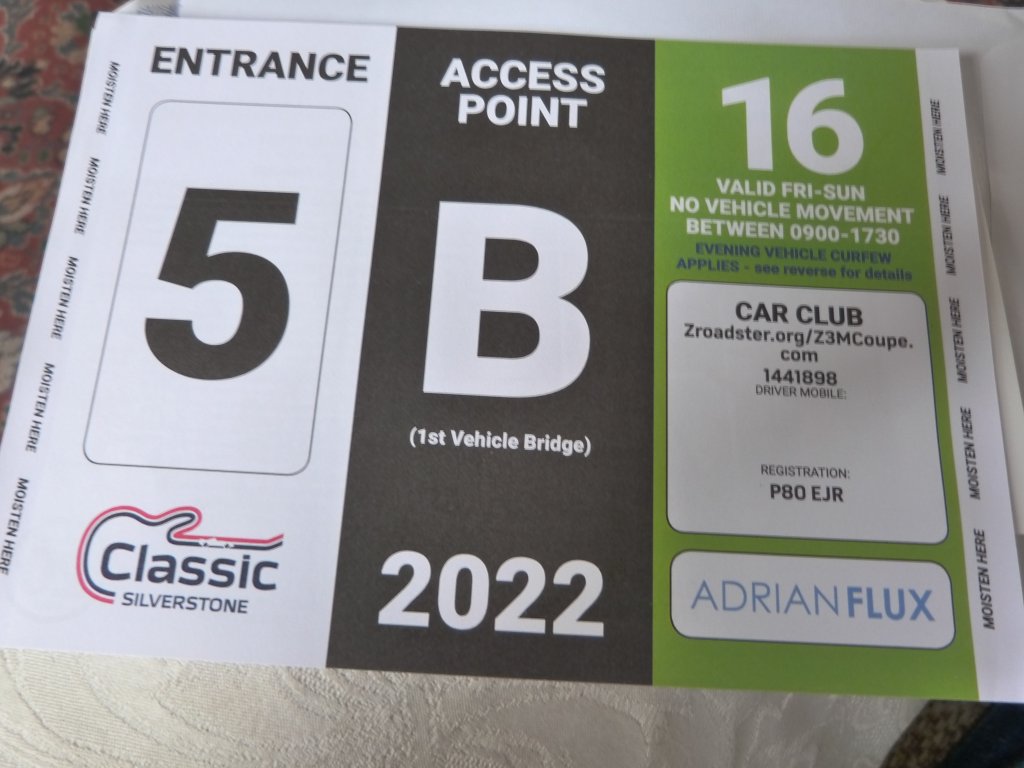 ENTRANCE
5
Classic
SILVERSTONE
ACCESS
POINT
B
(1st Vehicle Bridge)
2022
16
VALID FRI-SUN
NO VEHICLE MOVEMENT
BETWEEN 0900-1730
EVENING VEHICLE CURFEW
APPLIES - see reverse for details
CAR CLUB
Zroadster.org/Z3MCoupe.
com
1441898
DRIVER MOBILE:
REGISTRATION:
P80 EJR
ADRIAN FLUX
MOISTEN HERE
MOISTEN HERE
MOISTEN HERE
MOISTEN HERE
MOISTEN HERE
MOISTEN HERE
MOISTEN HERE
MOISTEN HERE
MOISTEN HERE
MOISTEN HERE